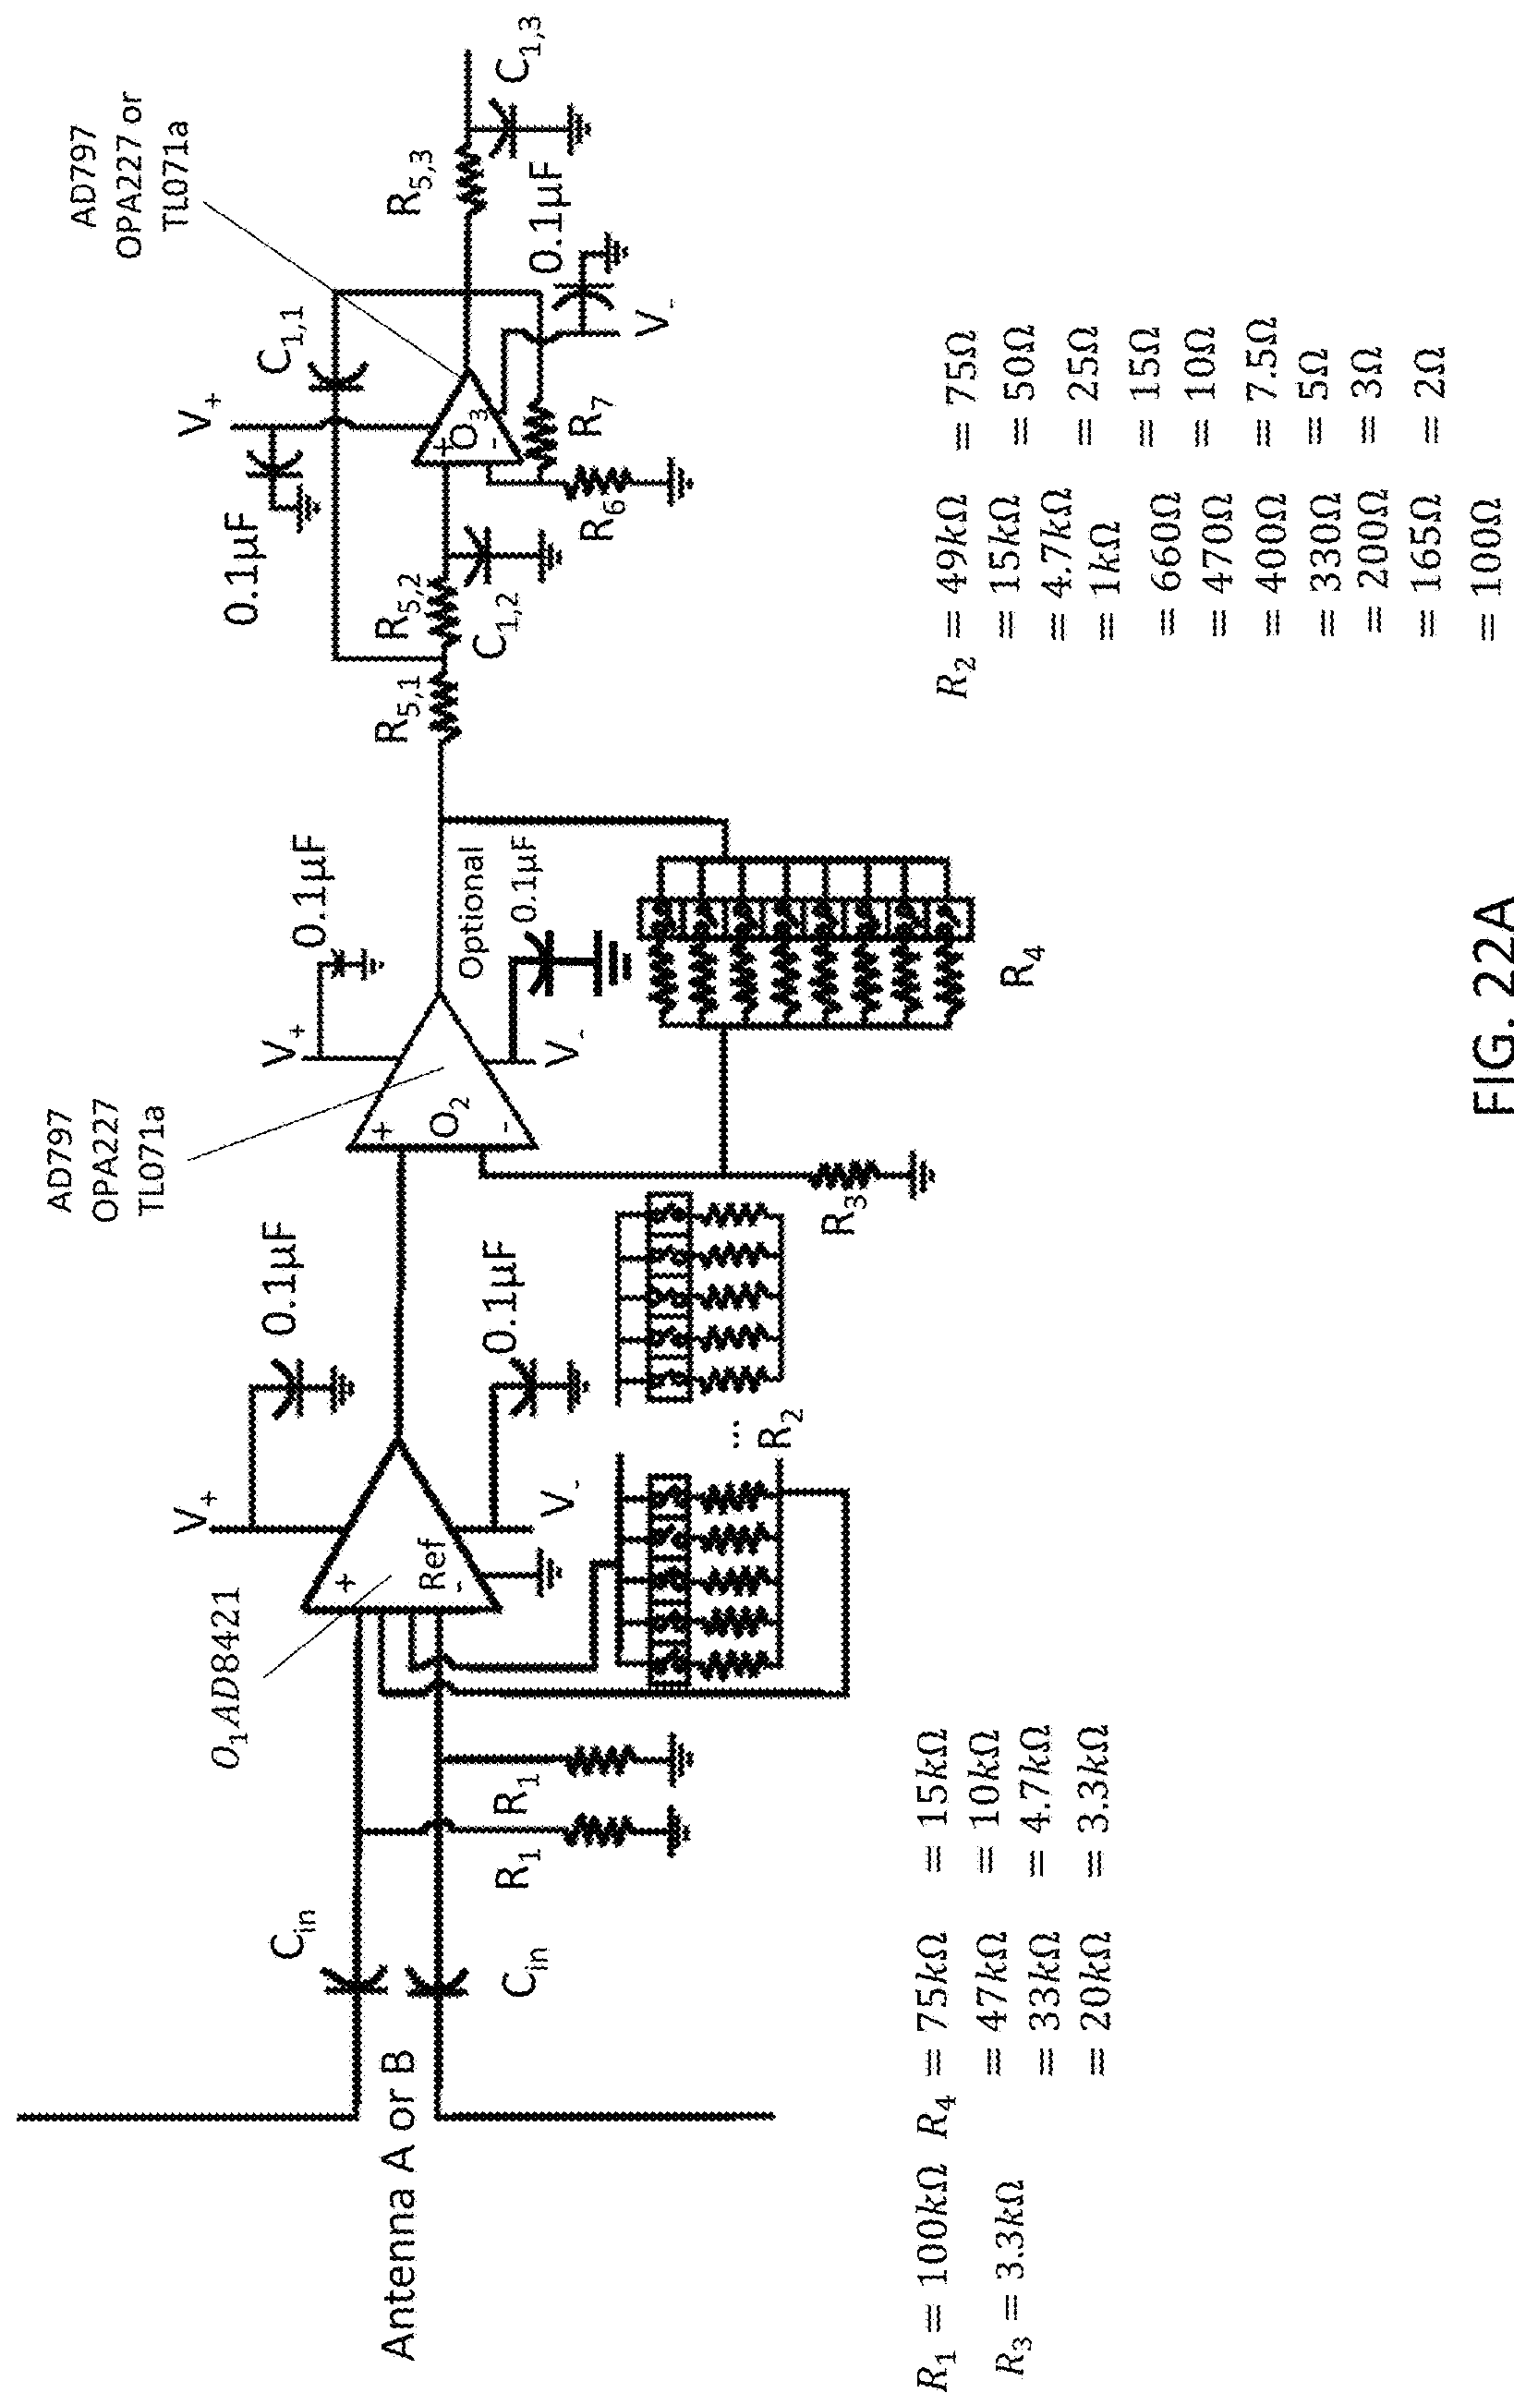 AD797
OPA227
TL071a
AD797
OPA227 or
TL071a
O₁AD8421
V₊
0.1µF
V₊
0.1µF
0.1µF
V₊
C₁,₁
Antenna A or B
Cᵢₙ
Cᵢₙ
R₁
R₁
+
Ref
-
V₋
0.1µF
...
R₂
+
O₂
-
V₋
Optional
0.1µF
R₃
R₄
R₅,₁
R₅,₂
C₁,₂
+
O₃
-
R₆
R₇
V₋
0.1µF
R₅,₃
C₁,₃
R₁ = 100kΩ R₄ = 75kΩ = 15kΩ
= 47kΩ = 10kΩ
R₃ = 3.3kΩ = 33kΩ = 4.7kΩ
= 20kΩ = 3.3kΩ
R₂ = 49kΩ = 75Ω
= 15kΩ = 50Ω
= 4.7kΩ = 25Ω
= 1kΩ = 15Ω
= 660Ω = 10Ω
= 470Ω = 7.5Ω
= 400Ω = 5Ω
= 330Ω = 3Ω
= 200Ω = 2Ω
= 165Ω
= 100Ω
FIG. 22A